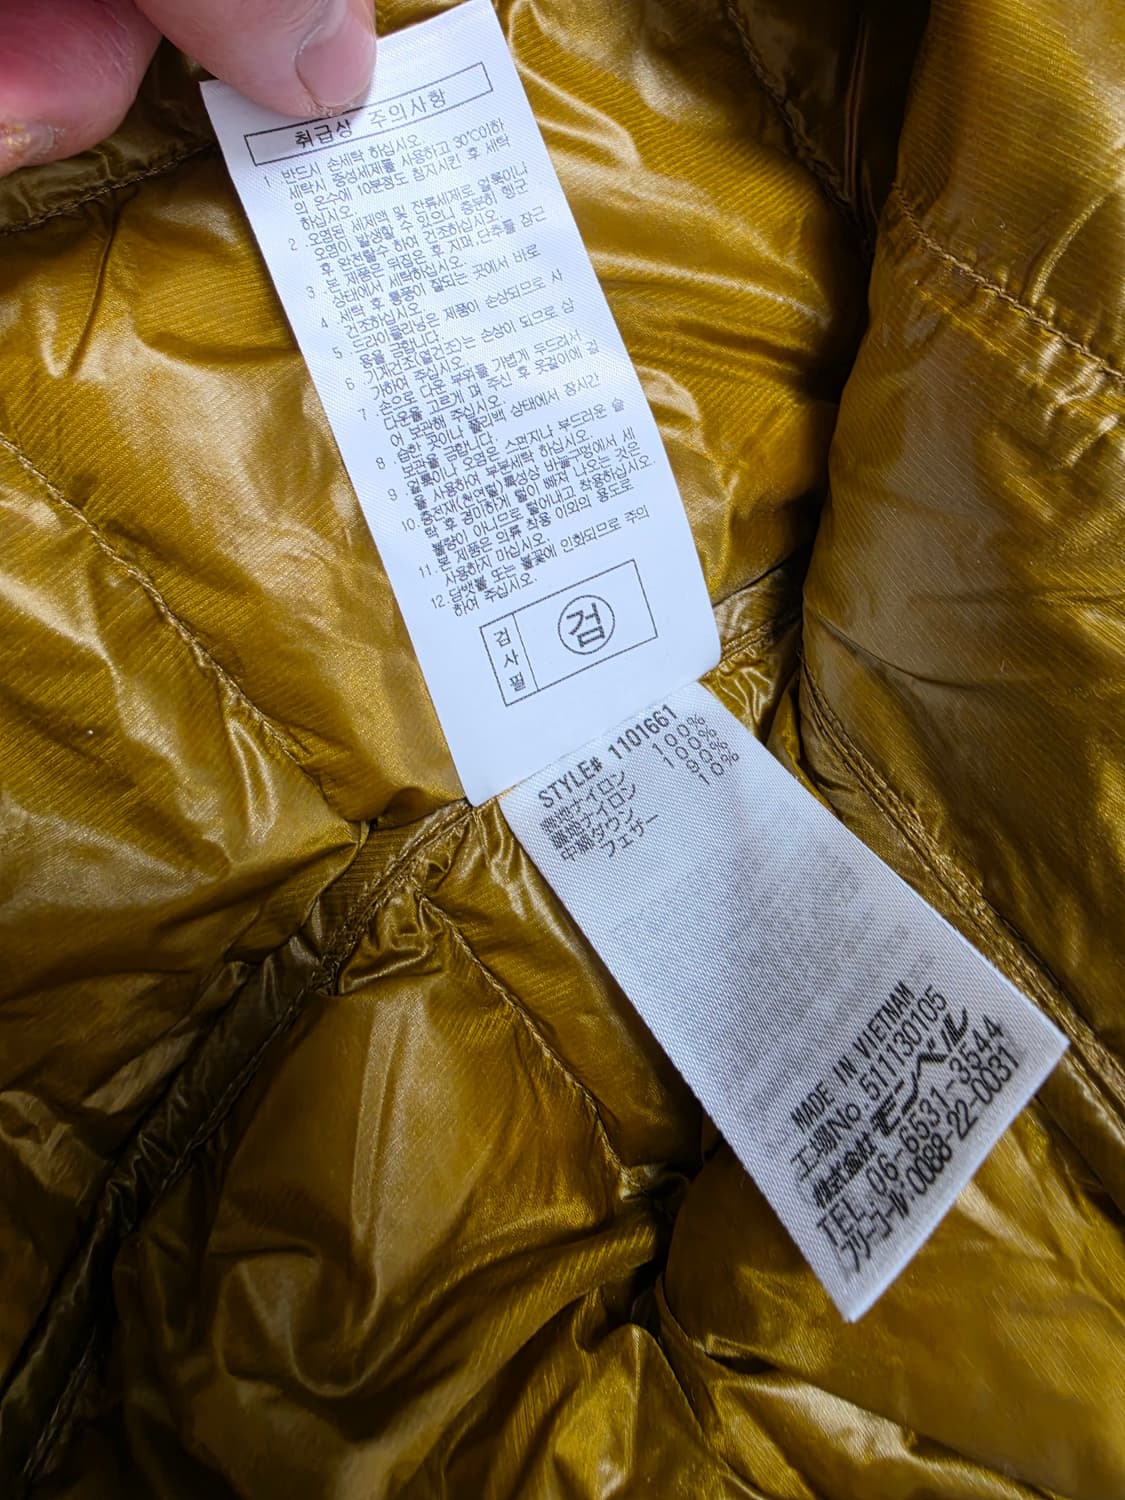 취급상 주의사항
1. 반드시 손세탁 하십시오.
세탁시 중성세제를 사용하고 30℃이하
의 온수에 10분정도 침지시킨 후 세탁
하십시오.
2. 오염된 세제액 및 잔류세제로 얼룩이나
오염이 발생할 수 있으니 충분히 헹군
후 완전탈수 하여 건조하십시오.
3. 본 제품은 뒤집은 후 지퍼,단추를 잠근
상태에서 세탁하십시오.
4. 세탁 후 통풍이 잘되는 곳에서 바로
건조하십시오.
5. 드라이클리닝은 제품이 손상되므로 사
용을 금합니다.
6. 기계건조(열건조)는 손상이 되므로 삼
가하여 주십시오.
7. 손으로 다운 부위를 가볍게 두드려서
다운을 고르게 펴 주신 후 옷걸이에 걸
어 보관해 주십시오.
8. 습한 곳이나 폴리백 상태에서 장시간
보관을 금합니다.
9. 얼룩이나 오염은 스펀지나 부드러운 솔
을 사용하여 부분세탁 하십시오.
10. 충전재(천연털) 특성상 바늘구멍에서 세
탁 후 경미하게 털이 빠져 나오는 것은
불량이 아니므로 털어내고 착용하십시오.
11. 본 제품은 의류 착용 이외의 용도로
사용하지 마십시오.
12. 담뱃불 또는 불꽃에 인화되므로 주의
하여 주십시오.
검사필
검
STYLE# 1101661
表地ナイロン 100%
裏地ナイロン 100%
中綿ダウン 90%
フェザー 10%
MADE IN VIETNAM
工場No. 511130105
株式会社 モンベル
TEL. 06-6531-3544
フリーコール:0088-22-0031